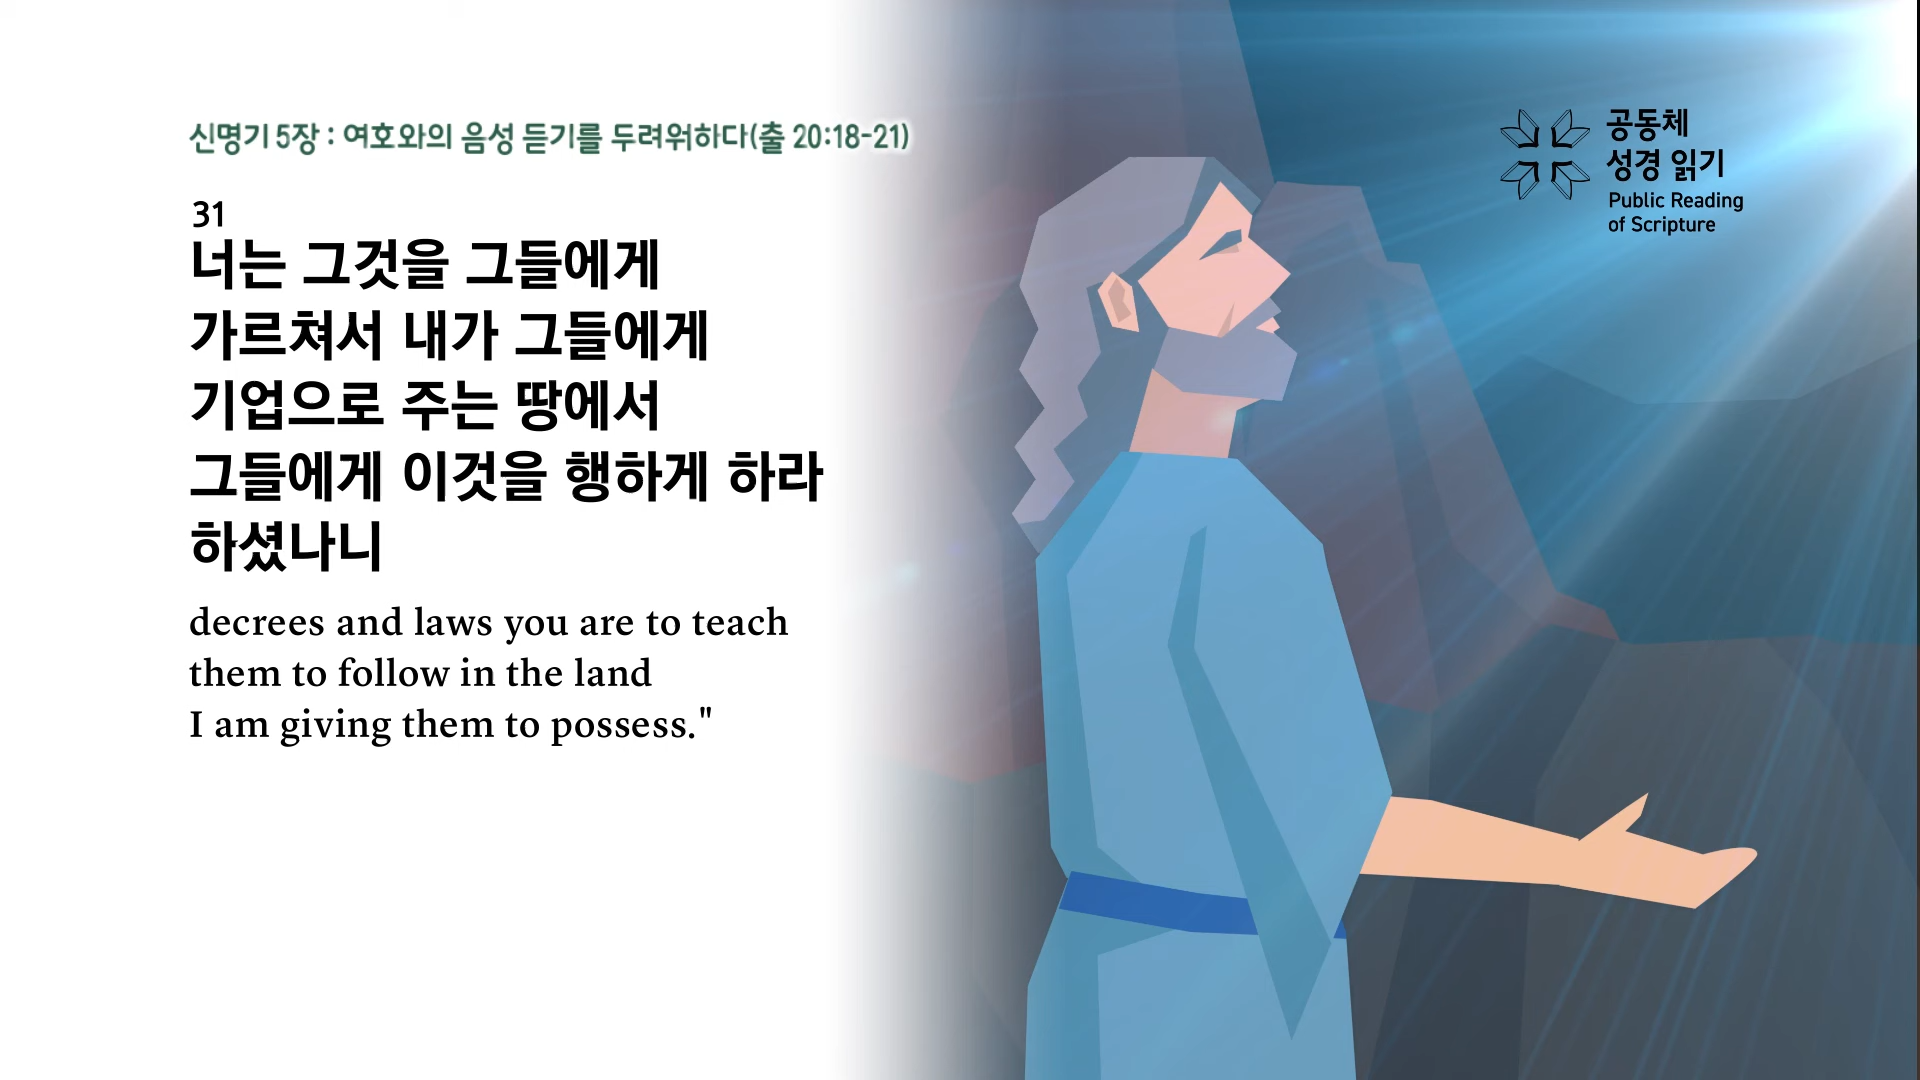 신명기 5장 : 여호와의 음성 듣기를 두려워하다(출 20:18-21)
31
너는 그것을 그들에게
가르쳐서 내가 그들에게
기업으로 주는 땅에서
그들에게 이것을 행하게 하라
하셨나니
decrees and laws you are to teach
them to follow in the land
I am giving them to possess."
공동체
성경 읽기
Public Reading
of Scripture